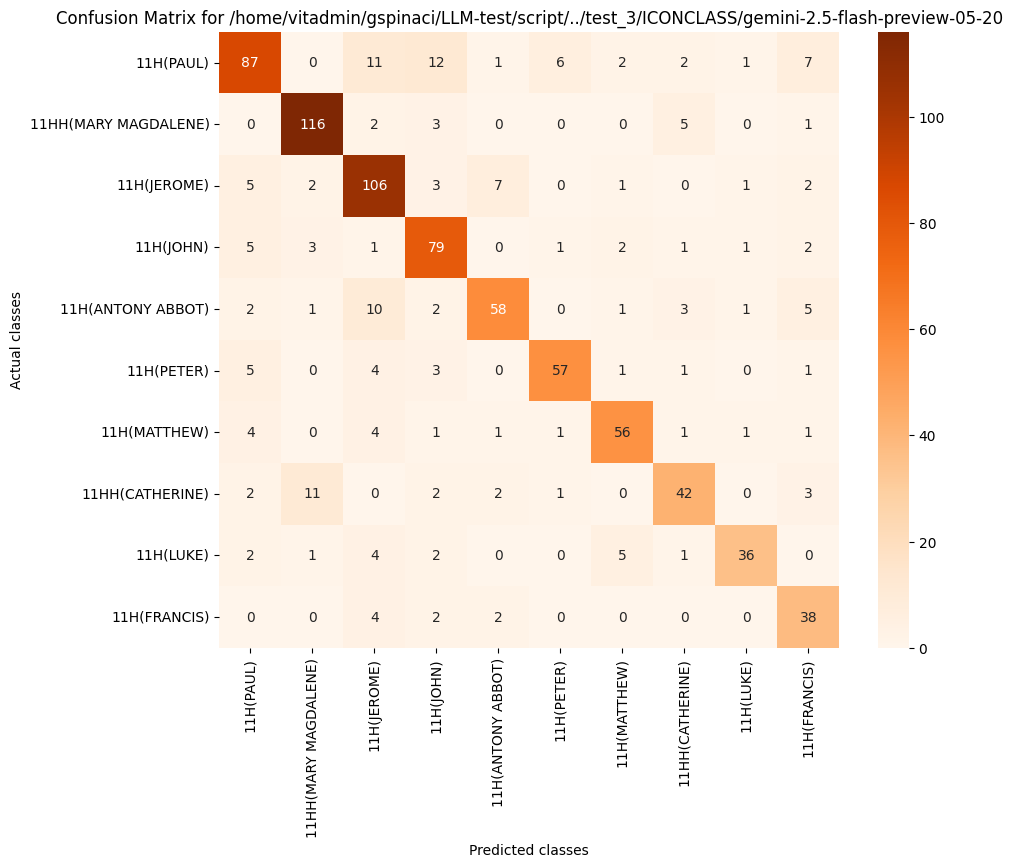 Confusion Matrix for /home/vitadmin/gspinaci/LLM-test/script/../test_3/ICONCLASS/gemini-2.5-flash-preview-05-20
11H(PAUL) 87 0 11 12 1 6 2 2 1 7
11HH(MARY MAGDALENE) 0 116 2 3 0 0 0 5 0 1
11H(JEROME) 5 2 106 3 7 0 1 0 1 2
11H(JOHN) 5 3 1 79 0 1 2 1 1 2
11H(ANTONY ABBOT) 2 1 10 2 58 0 1 3 1 5
11H(PETER) 5 0 4 3 0 57 1 1 0 1
11H(MATTHEW) 4 0 4 1 1 1 56 1 1 1
11HH(CATHERINE) 2 11 0 2 2 1 0 42 0 3
11H(LUKE) 2 1 4 2 0 0 5 1 36 0
11H(FRANCIS) 0 0 4 2 2 0 0 0 0 38
Actual classes
11H(PAUL)
11HH(MARY MAGDALENE)
11H(JEROME)
11H(JOHN)
11H(ANTONY ABBOT)
11H(PETER)
11H(MATTHEW)
11HH(CATHERINE)
11H(LUKE)
11H(FRANCIS)
Predicted classes
100
80
60
40
20
0